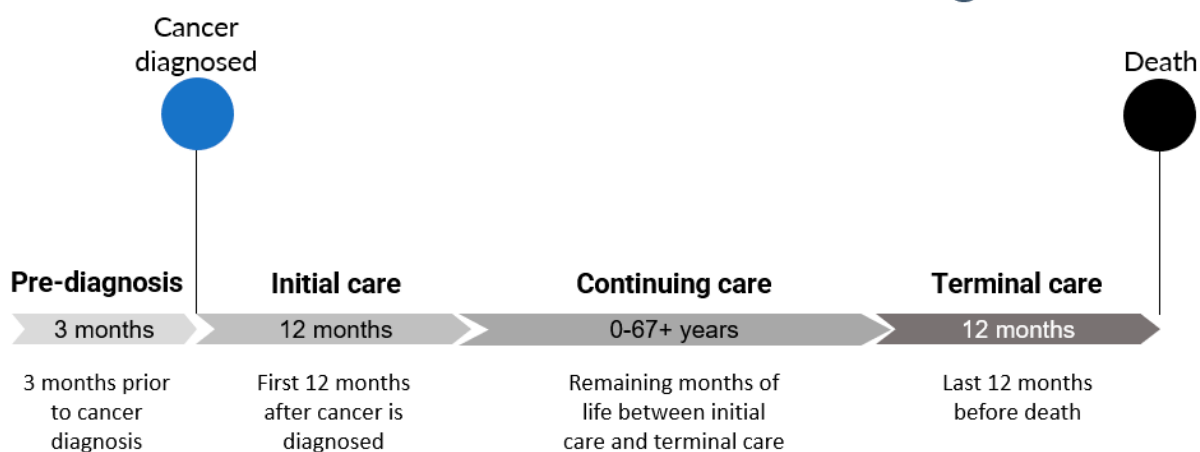 Cancer
diagnosed
Death
Pre-diagnosis
Initial care
Continuing care
Terminal care
3 months
12 months
0-67+ years
12 months
3 months prior
to cancer
diagnosis
First 12 months
after cancer is
diagnosed
Remaining months of
life between initial
care and terminal care
Last 12 months
before death